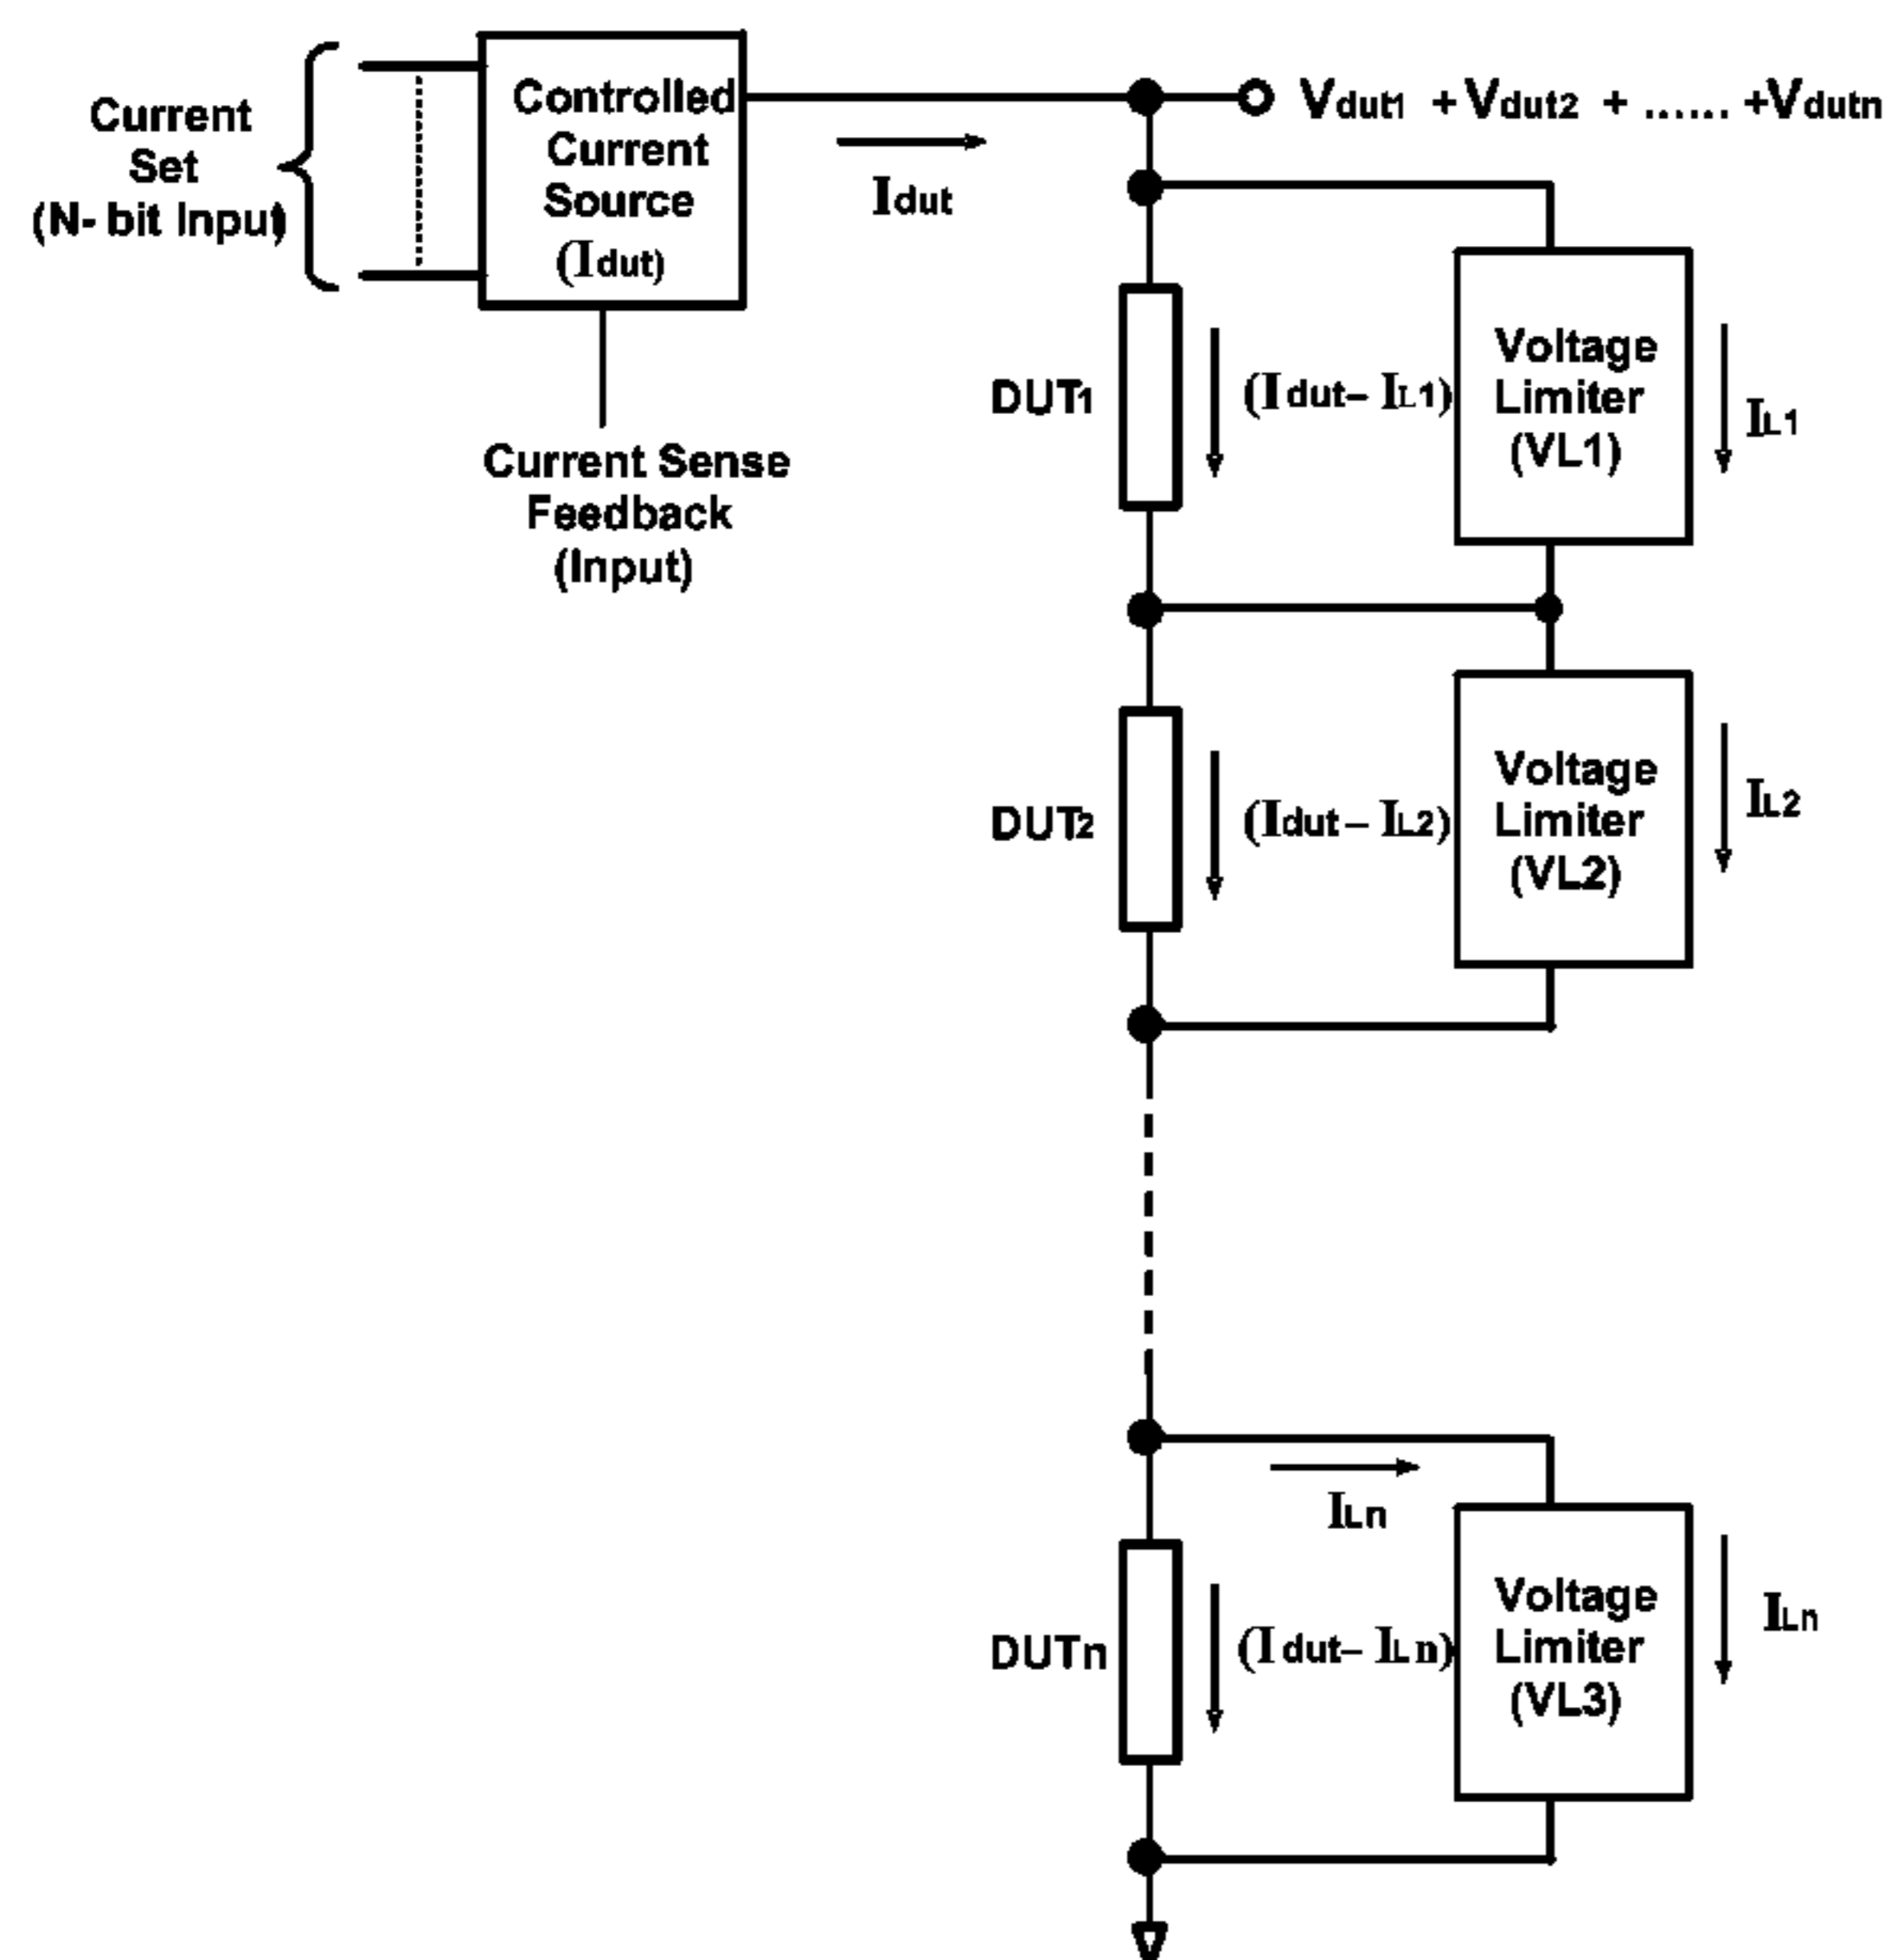 Current
Set
(N- bit Input)
Controlled
Current
Source
(Idut)
Current Sense
Feedback
(Input)
Idut
Vdut1 + Vdut2 + ...... +Vdutn
DUT1
(Idut– IL1)
Voltage
Limiter
(VL1)
IL1
DUT2
(Idut – IL2)
Voltage
Limiter
(VL2)
IL2
ILn
DUTn
(Idut– ILn)
Voltage
Limiter
(VL3)
ILn